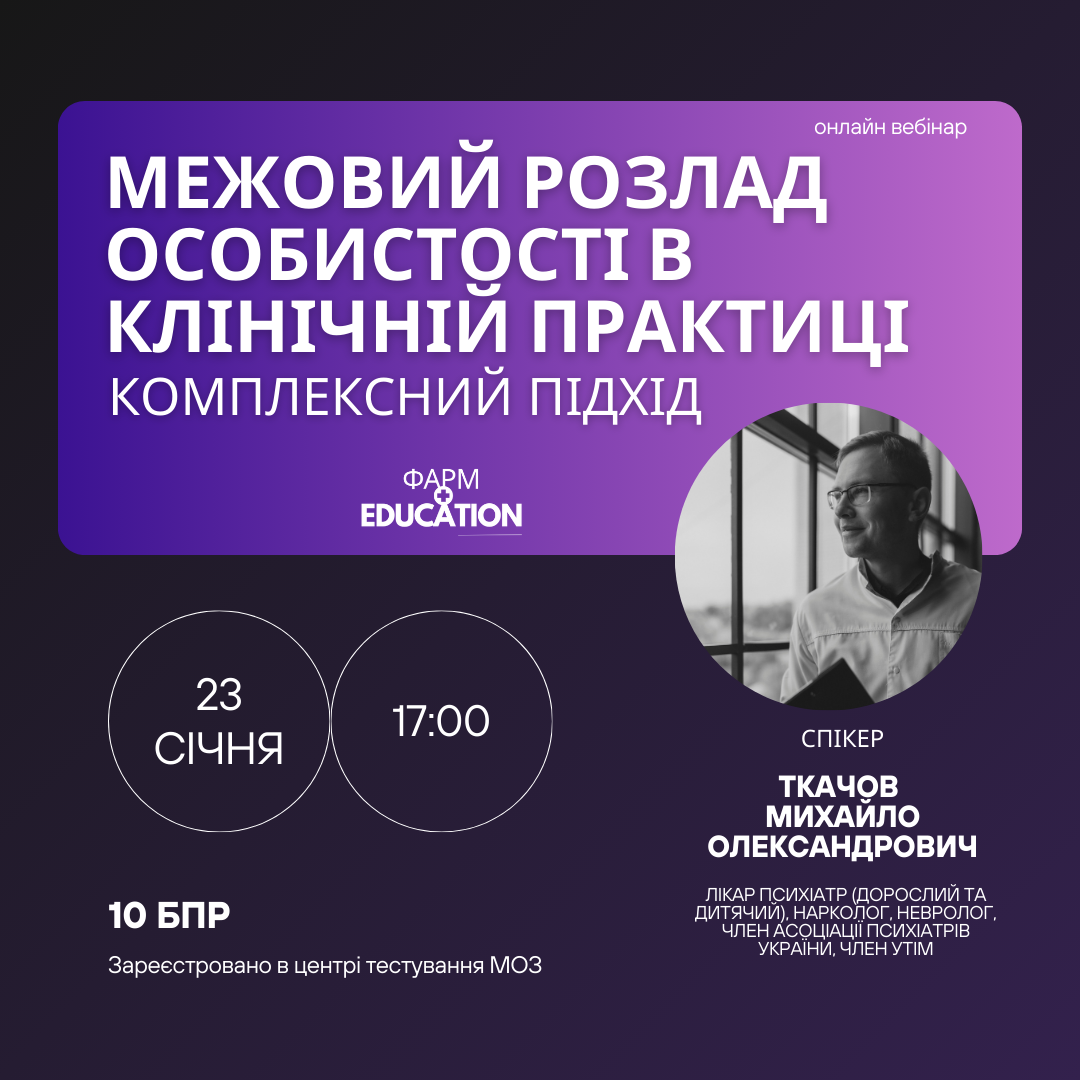 онлайн вебінар
МЕЖОВИЙ РОЗЛАД
ОСОБИСТОСТІ В
КЛІНІЧНІЙ ПРАКТИЦІ
КОМПЛЕКСНИЙ ПІДХІД
ФАРМ
EDUCATION
23
СІЧНЯ
17:00
СПІКЕР
ТКАЧОВ
МИХАЙЛО
ОЛЕКСАНДРОВИЧ
ЛІКАР ПСИХІАТР (ДОРОСЛИЙ ТА
ДИТЯЧИЙ), НАРКОЛОГ, НЕВРОЛОГ,
ЧЛЕН АСОЦІАЦІЇ ПСИХІАТРІВ
УКРАЇНИ, ЧЛЕН УТІМ
10 БПР
Зареєстровано в центрі тестування МОЗ